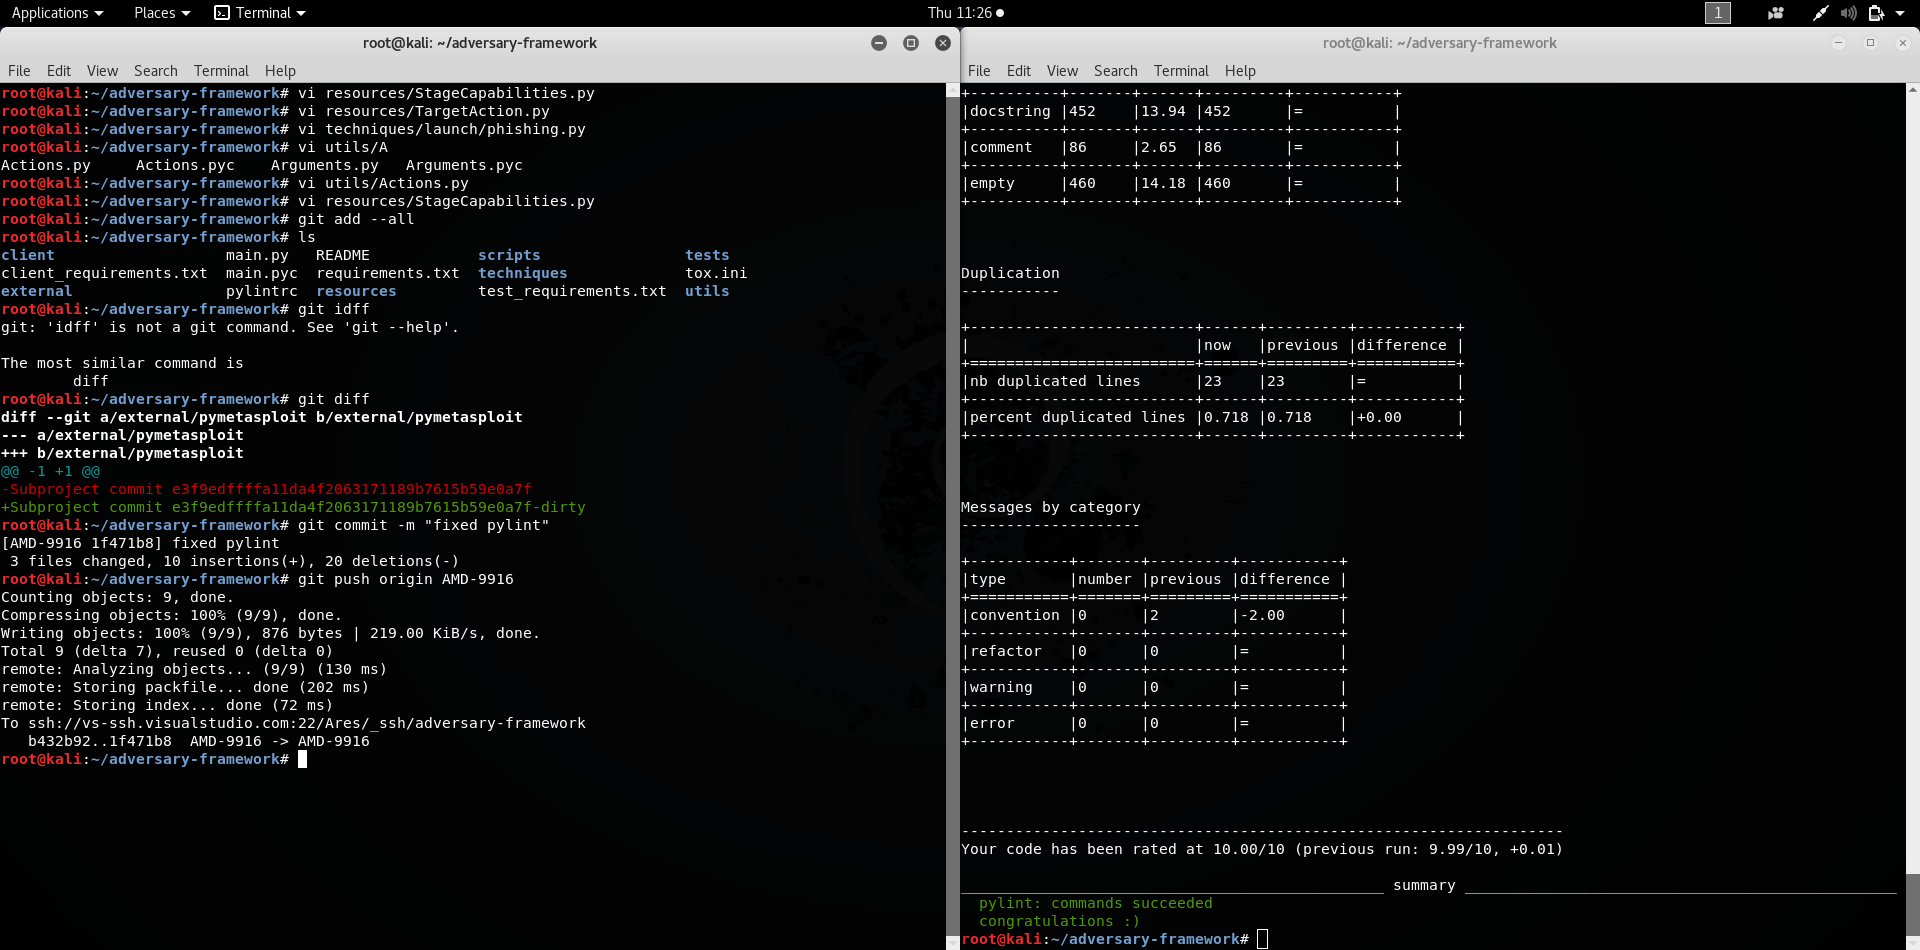 Applications Places Terminal Thu 11:26 1
root@kali: ~/adversary-framework
File Edit View Search Terminal Help
root@kali:~/adversary-framework# vi resources/StageCapabilities.py
root@kali:~/adversary-framework# vi resources/TargetAction.py
root@kali:~/adversary-framework# vi techniques/launch/phishing.py
root@kali:~/adversary-framework# vi utils/A
Actions.py     Actions.pyc    Arguments.py   Arguments.pyc
root@kali:~/adversary-framework# vi utils/Actions.py
root@kali:~/adversary-framework# vi resources/StageCapabilities.py
root@kali:~/adversary-framework# git add --all
root@kali:~/adversary-framework# ls
client                   main.py   README            scripts                tests
client_requirements.txt  main.pyc  requirements.txt  techniques             tox.ini
external                 pylintrc  resources         test_requirements.txt  utils
root@kali:~/adversary-framework# git idff
git: 'idff' is not a git command. See 'git --help'.
The most similar command is
        diff
root@kali:~/adversary-framework# git diff
diff --git a/external/pymetasploit b/external/pymetasploit
--- a/external/pymetasploit
+++ b/external/pymetasploit
@@ -1 +1 @@
-Subproject commit e3f9edffffa11da4f2063171189b7615b59e0a7f
+Subproject commit e3f9edffffa11da4f2063171189b7615b59e0a7f-dirty
root@kali:~/adversary-framework# git commit -m "fixed pylint"
[AMD-9916 1f471b8] fixed pylint
 3 files changed, 10 insertions(+), 20 deletions(-)
root@kali:~/adversary-framework# git push origin AMD-9916
Counting objects: 9, done.
Compressing objects: 100% (9/9), done.
Writing objects: 100% (9/9), 876 bytes | 219.00 KiB/s, done.
Total 9 (delta 7), reused 0 (delta 0)
remote: Analyzing objects... (9/9) (130 ms)
remote: Storing packfile... done (202 ms)
remote: Storing index... done (72 ms)
To ssh://vs-ssh.visualstudio.com:22/Ares/_ssh/adversary-framework
   b432b92..1f471b8  AMD-9916 -> AMD-9916
root@kali:~/adversary-framework#
root@kali: ~/adversary-framework
File Edit View Search Terminal Help
+----------+-------+------+---------+-----------+
|docstring |452    |13.94 |452      |=          |
+----------+-------+------+---------+-----------+
|comment   |86     |2.65  |86       |=          |
+----------+-------+------+---------+-----------+
|empty     |460    |14.18 |460      |=          |
+----------+-------+------+---------+-----------+
Duplication
-----------
+-------------------------+------+---------+-----------+
|                         |now   |previous |difference |
+=========================+======+=========+===========+
|nb duplicated lines      |23    |23       |=          |
+-------------------------+------+---------+-----------+
|percent duplicated lines |0.718 |0.718    |+0.00      |
+-------------------------+------+---------+-----------+
Messages by category
--------------------
+-----------+-------+---------+-----------+
|type       |number |previous |difference |
+===========+=======+=========+===========+
|convention |0      |2        |-2.00      |
+-----------+-------+---------+-----------+
|refactor   |0      |0        |=          |
+-----------+-------+---------+-----------+
|warning    |0      |0        |=          |
+-----------+-------+---------+-----------+
|error      |0      |0        |=          |
+-----------+-------+---------+-----------+
-------------------------------------------------------------------
Your code has been rated at 10.00/10 (previous run: 9.99/10, +0.01)
_______________________________________________ summary ________________________________________________
  pylint: commands succeeded
  congratulations :)
root@kali:~/adversary-framework#